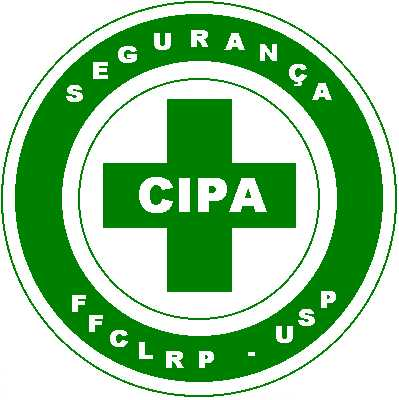 SEGURANÇA
CIPA
FFCLRP - USP